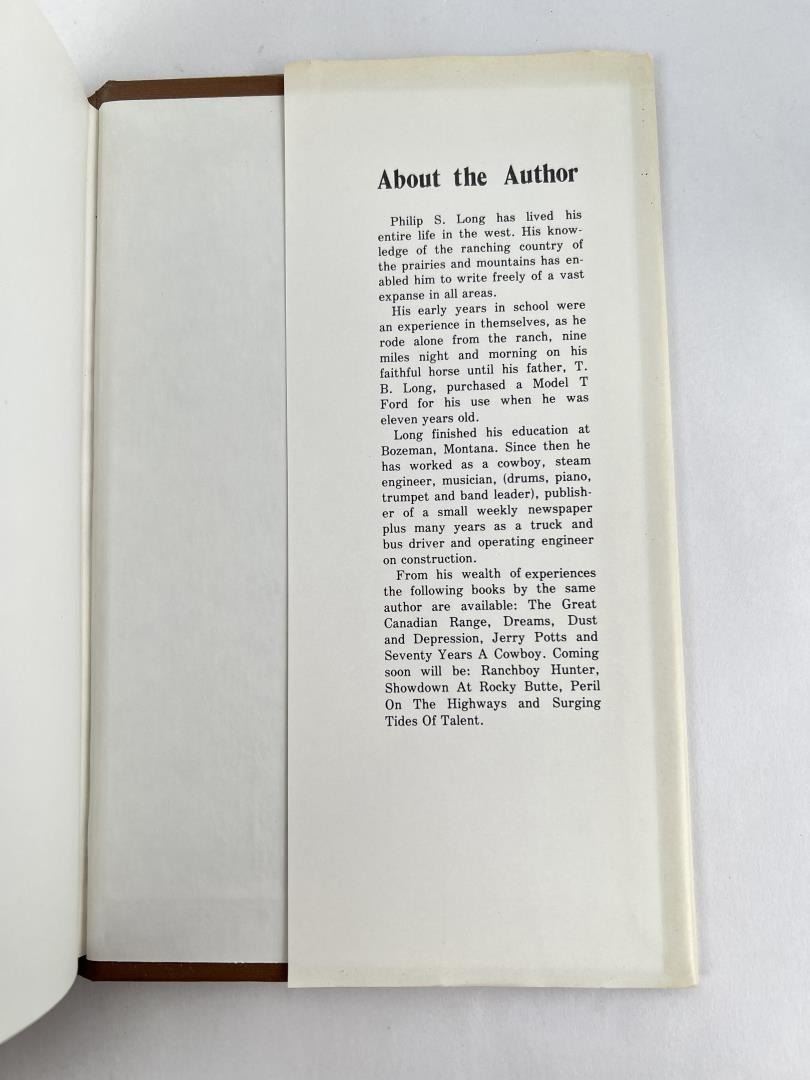 About the Author
Philip S. Long has lived his
entire life in the west. His know-
ledge of the ranching country of
the prairies and mountains has en-
abled him to write freely of a vast
expanse in all areas.
His early years in school were
an experience in themselves, as he
rode alone from the ranch, nine
miles night and morning on his
faithful horse until his father, T.
B. Long, purchased a Model T
Ford for his use when he was
eleven years old.
Long finished his education at
Bozeman, Montana. Since then he
has worked as a cowboy, steam
engineer, musician, (drums, piano,
trumpet and band leader), publish-
er of a small weekly newspaper
plus many years as a truck and
bus driver and operating engineer
on construction.
From his wealth of experiences
the following books by the same
author are available: The Great
Canadian Range, Dreams, Dust
and Depression, Jerry Potts and
Seventy Years A Cowboy. Coming
soon will be: Ranchboy Hunter,
Showdown At Rocky Butte, Peril
On The Highways and Surging
Tides Of Talent.